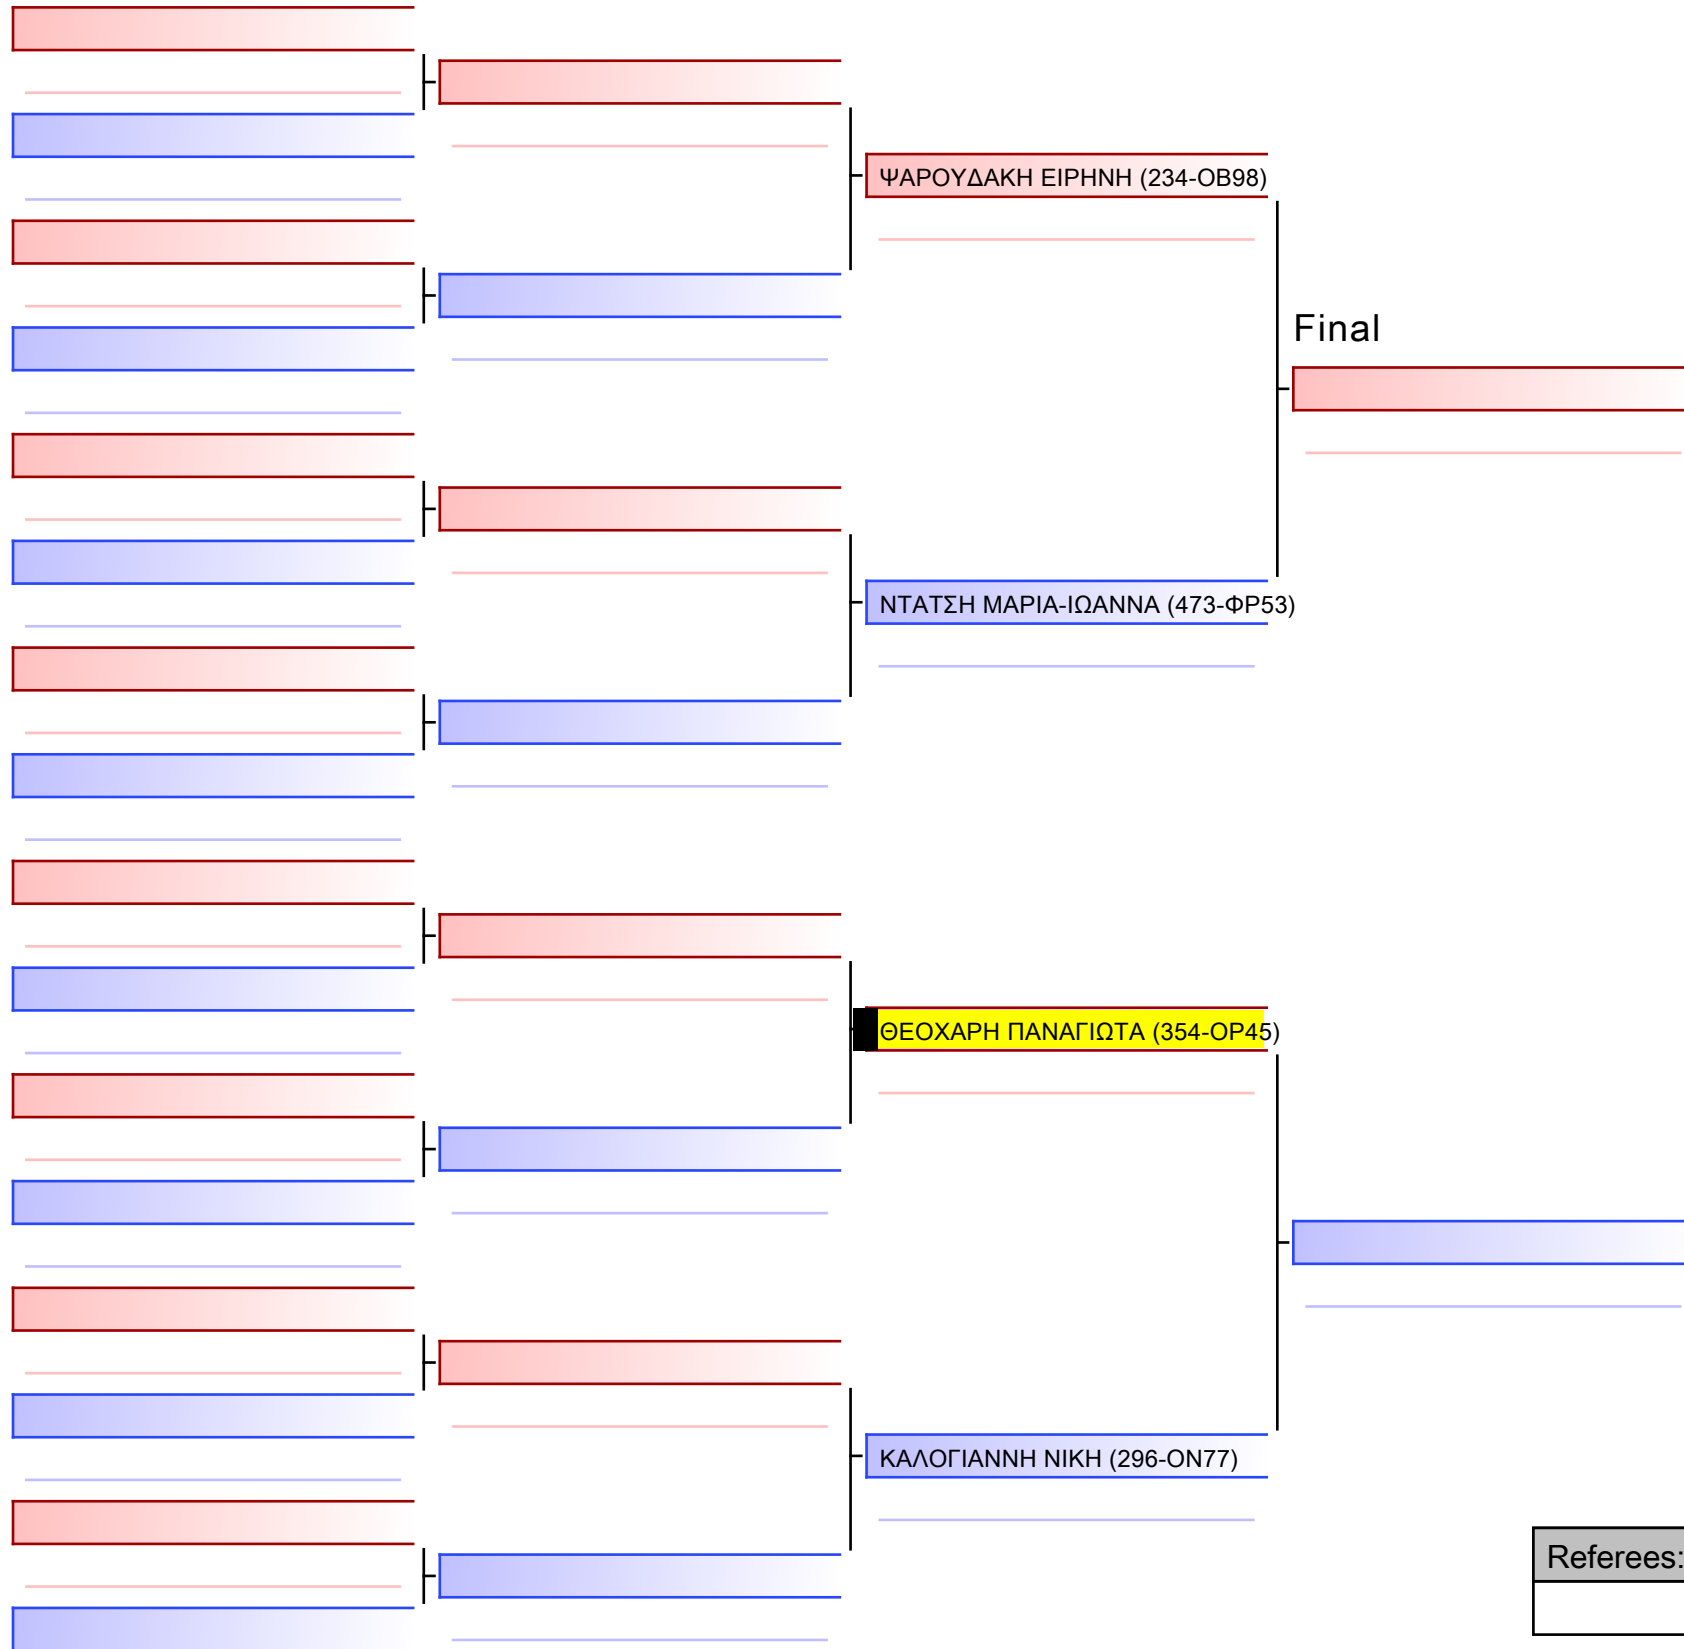 ΨΑΡΟΥΔΑΚΗ ΕΙΡΗΝΗ (234-ΟΒ98)
Final
ΝΤΑΤΣΗ ΜΑΡΙΑ-ΙΩΑΝΝΑ (473-ΦΡ53)
ΘΕΟΧΑΡΗ ΠΑΝΑΓΙΩΤΑ (354-ΟΡ45)
ΚΑΛΟΓΙΑΝΝΗ ΝΙΚΗ (296-ΟΝ77)
Referees: